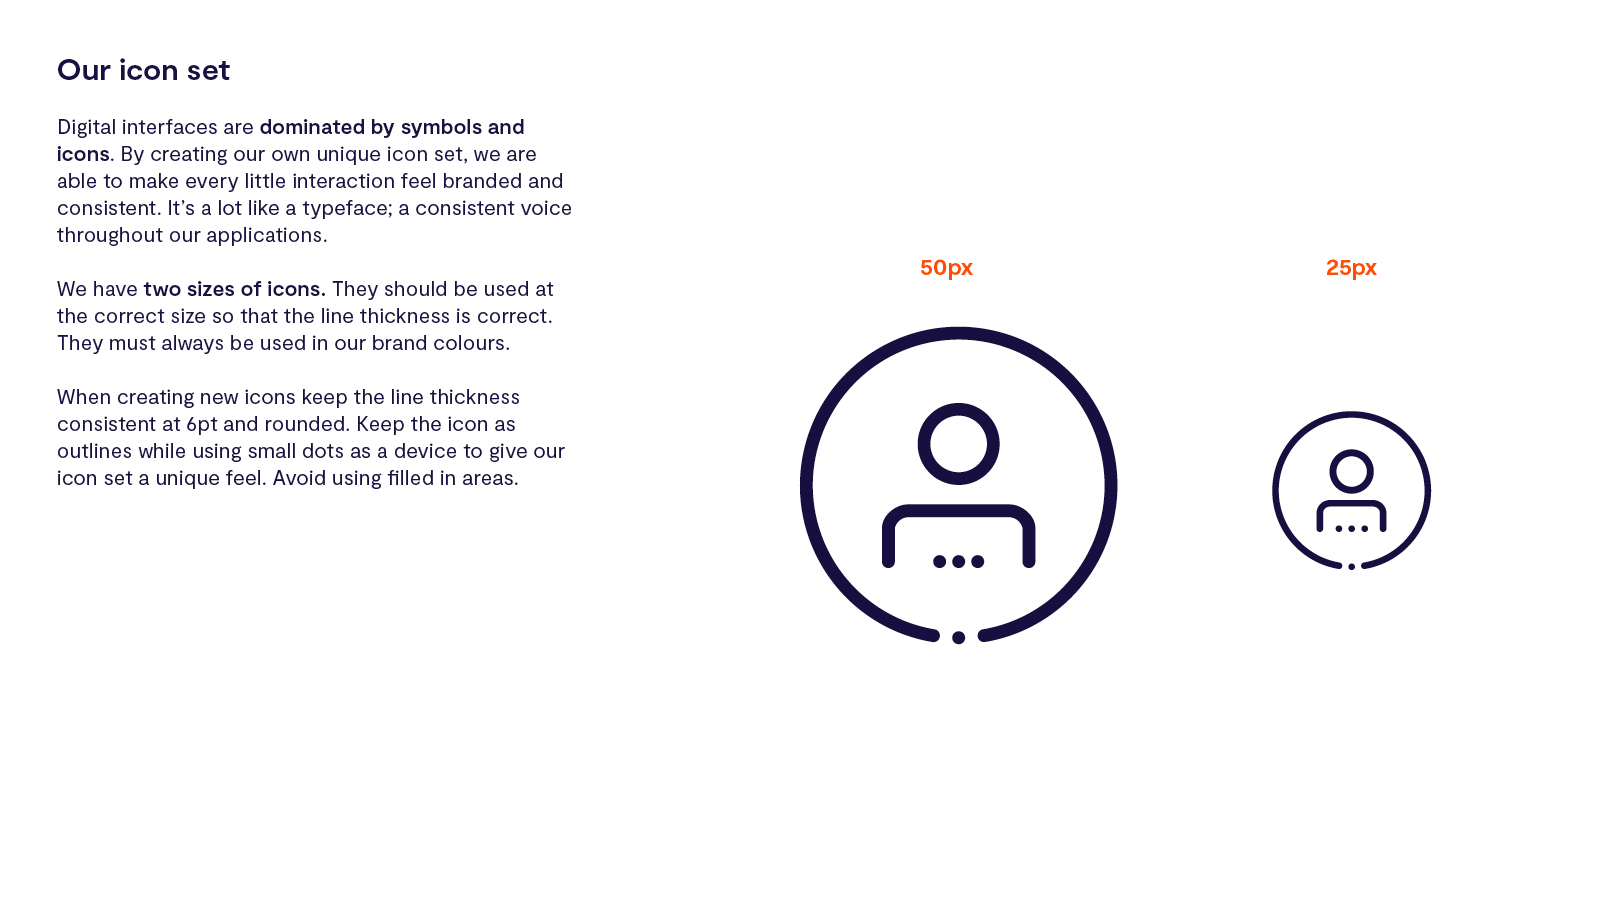 Our icon set
Digital interfaces are dominated by symbols and
icons. By creating our own unique icon set, we are
able to make every little interaction feel branded and
consistent. It’s a lot like a typeface; a consistent voice
throughout our applications.
We have two sizes of icons. They should be used at
the correct size so that the line thickness is correct.
They must always be used in our brand colours.
When creating new icons keep the line thickness
consistent at 6pt and rounded. Keep the icon as
outlines while using small dots as a device to give our
icon set a unique feel. Avoid using filled in areas.
50px
25px